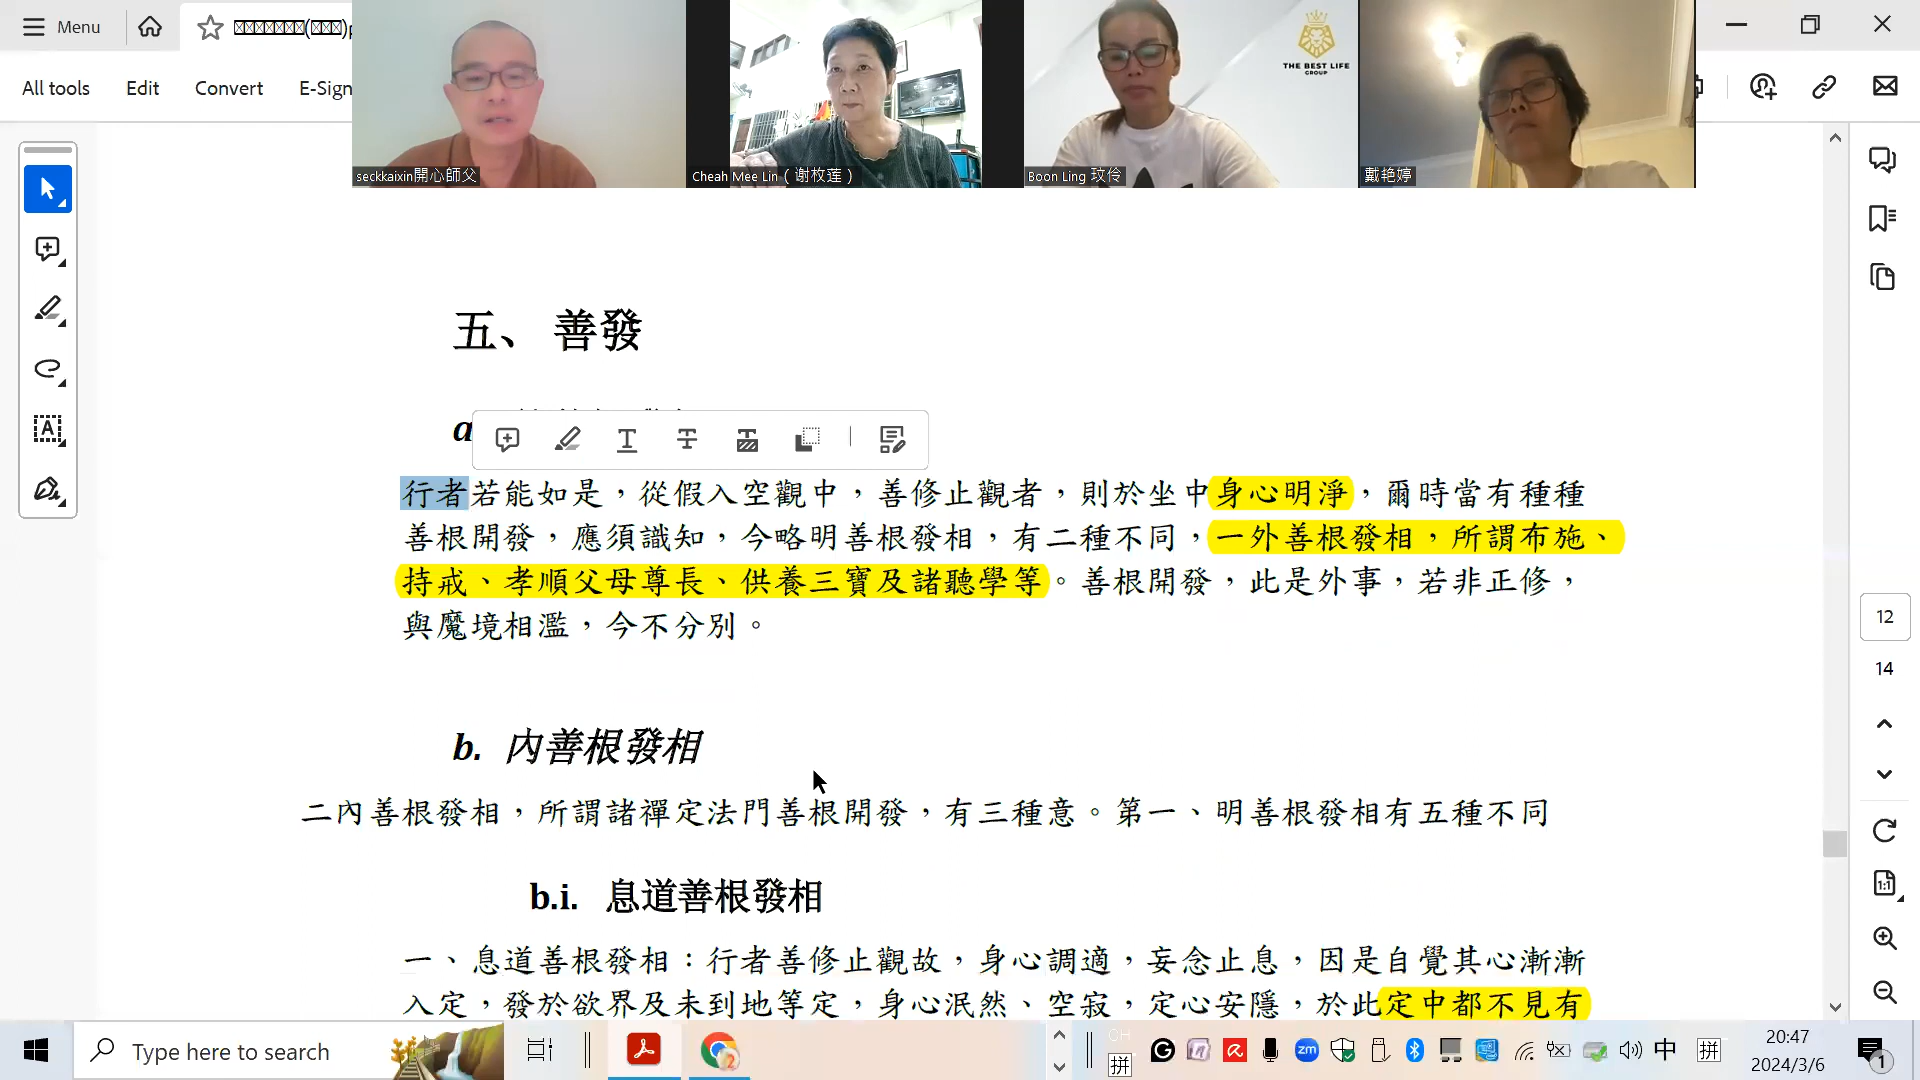 Menu
All tools
Edit
Convert
E-Sign
seckkaixin開心師父
Cheah Mee Lin（谢枚莲）
Boon Ling 玟伶
THE BEST LIFE
GROUP
戴艳婷
五、 善發
a
行者若能如是，從假入空觀中，善修止觀者，則於坐中身心明淨，爾時當有種種
善根開發，應須識知，今略明善根發相，有二種不同，一外善根發相，所謂布施、
持戒、孝順父母尊長、供養三寶及諸聽學等。善根開發，此是外事，若非正修，
與魔境相濫，今不分別。
b. 內善根發相
二內善根發相，所謂諸禪定法門善根開發，有三種意。第一、明善根發相有五種不同
b.i. 息道善根發相
一、息道善根發相：行者善修止觀故，身心調適，妄念止息，因是自覺其心漸漸
入定，發於欲界及未到地等定，身心泯然、空寂，定心安隱，於此定中都不見有
12
14
1:1
Type here to search
CH
拼
zm
中
拼
20:47
2024/3/6
1